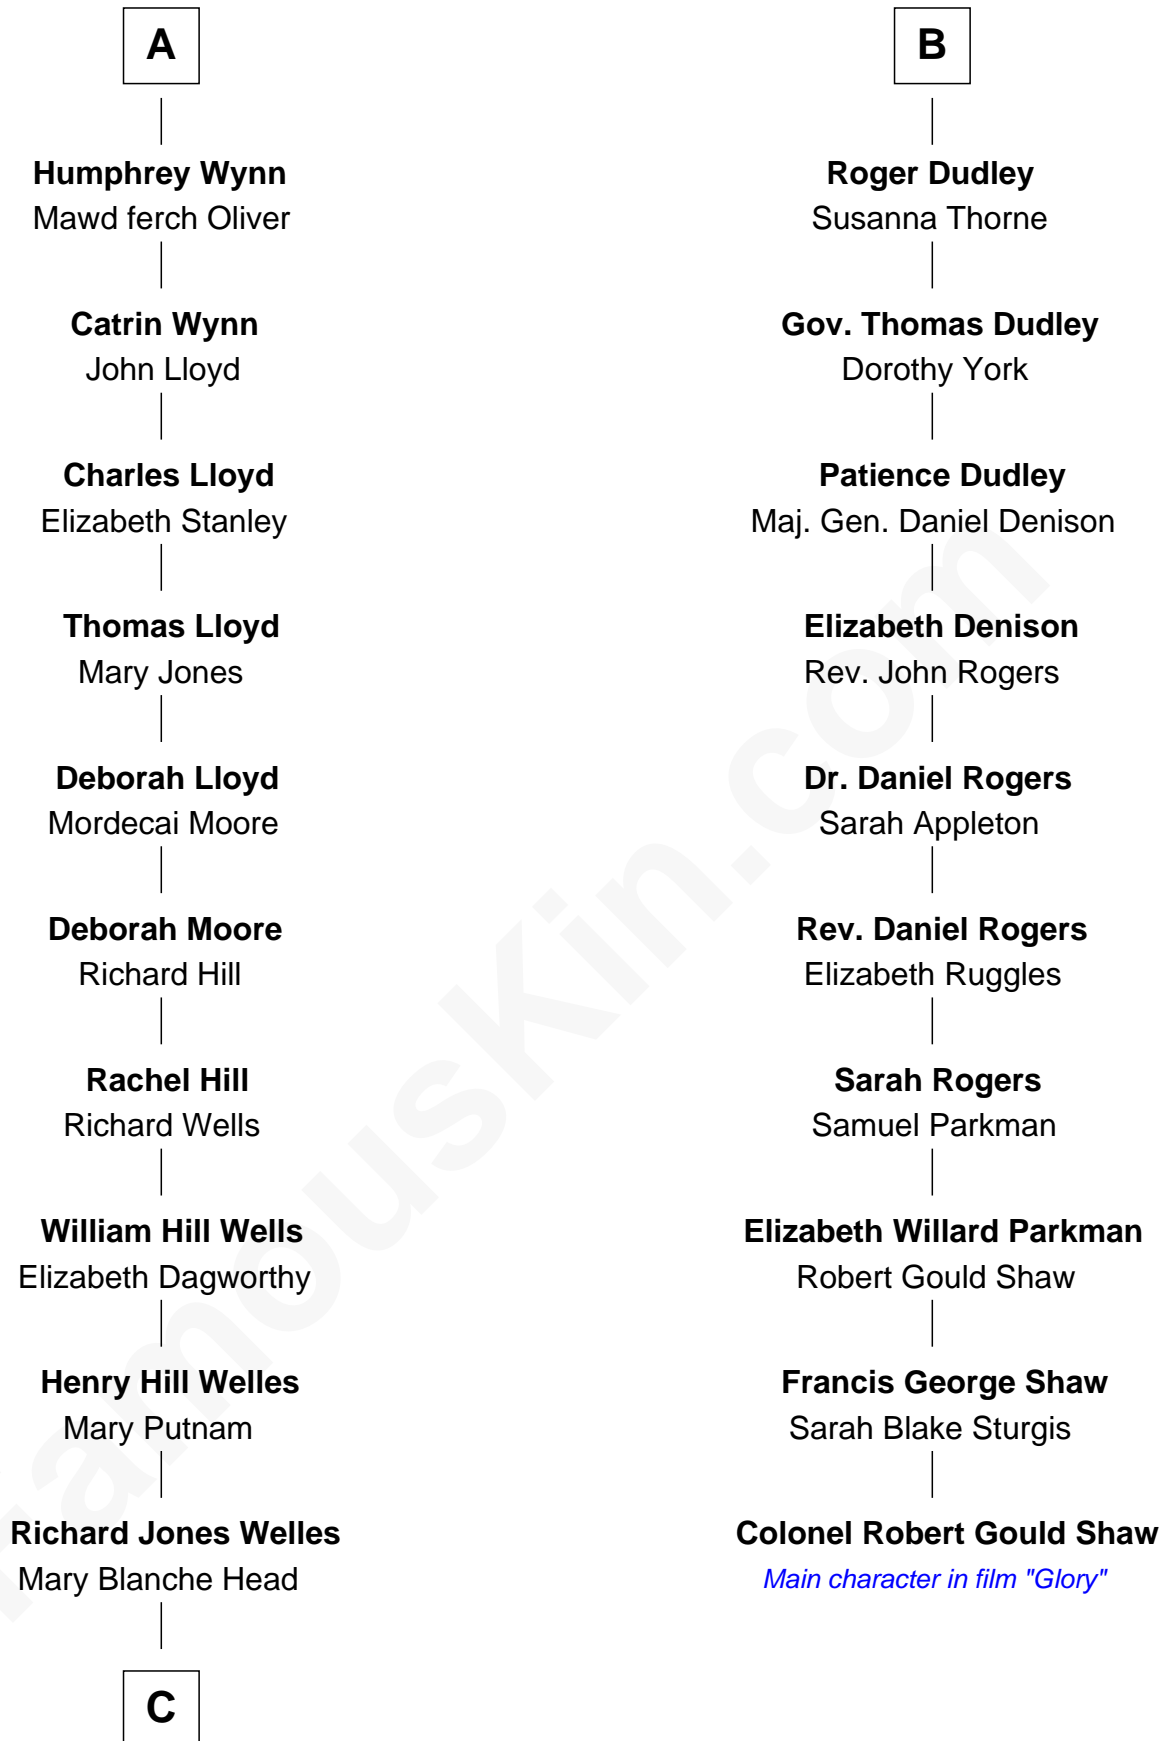 A
Humphrey Wynn
Mawd ferch Oliver
Catrin Wynn
John Lloyd
Charles Lloyd
Elizabeth Stanley
Thomas Lloyd
Mary Jones
Deborah Lloyd
Mordecai Moore
Deborah Moore
Richard Hill
Rachel Hill
Richard Wells
William Hill Wells
Elizabeth Dagworthy
Henry Hill Welles
Mary Putnam
Richard Jones Welles
Mary Blanche Head
C
B
Roger Dudley
Susanna Thorne
Gov. Thomas Dudley
Dorothy York
Patience Dudley
Maj. Gen. Daniel Denison
Elizabeth Denison
Rev. John Rogers
Dr. Daniel Rogers
Sarah Appleton
Rev. Daniel Rogers
Elizabeth Ruggles
Sarah Rogers
Samuel Parkman
Elizabeth Willard Parkman
Robert Gould Shaw
Francis George Shaw
Sarah Blake Sturgis
Colonel Robert Gould Shaw
Main character in film "Glory"
FamousKin.com